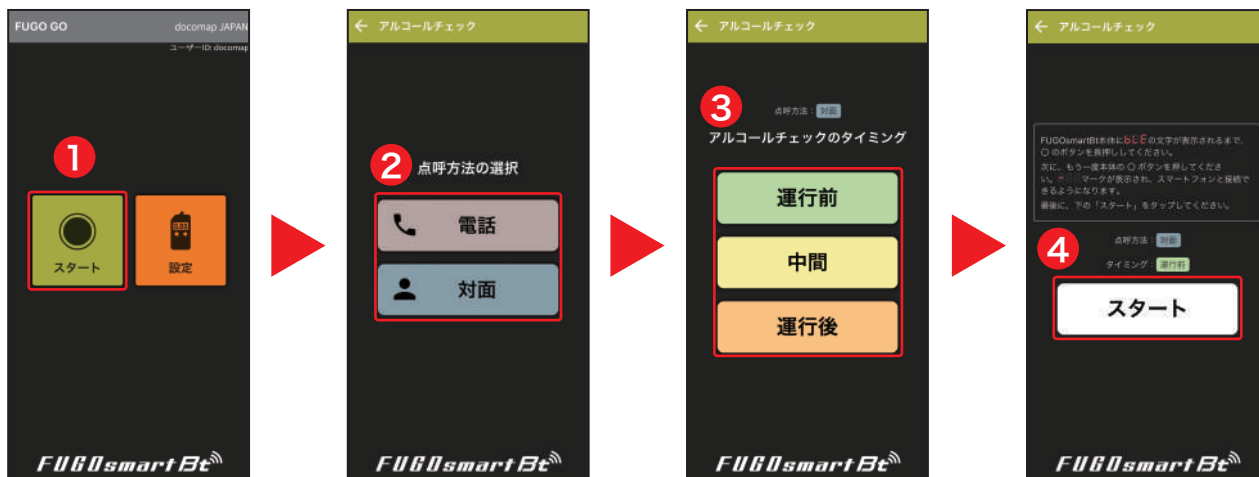 FUGO GO docomap JAPAN
ユーザーID: docomap
1
スタート
設定
FUGOsmart Bt
← アルコールチェック
2 点呼方法の選択
電話
対面
FUGOsmart Bt
← アルコールチェック
3
点呼方法: 対面
アルコールチェックのタイミング
運行前
中間
運行後
FUGOsmart Bt
← アルコールチェック
FUGOsmartBt本体にbLEの文字が表示されるまで、
○のボタンを長押ししてください。
次に、もう一度本体の○ボタンを押してくださ
い。 マークが表示され、スマートフォンと接続で
きるようになります。
最後に、下の「スタート」をタップしてください。
点呼方法: 対面
4
タイミング: 運行前
スタート
FUGOsmart Bt